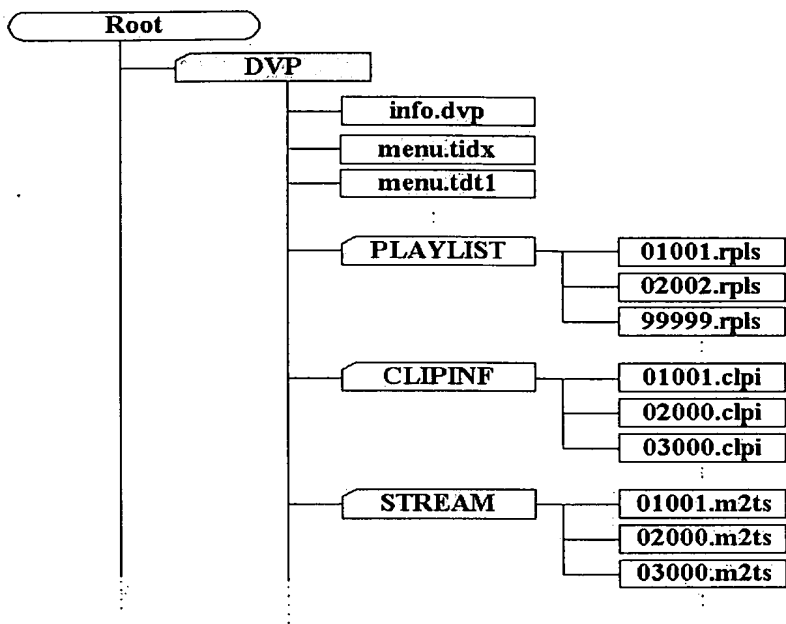 Root
DVP
info.dvp
menu.tidx
menu.tdt1
PLAYLIST
01001.rpls
02002.rpls
99999.rpls
CLIPINF
01001.clpi
02000.clpi
03000.clpi
STREAM
01001.m2ts
02000.m2ts
03000.m2ts